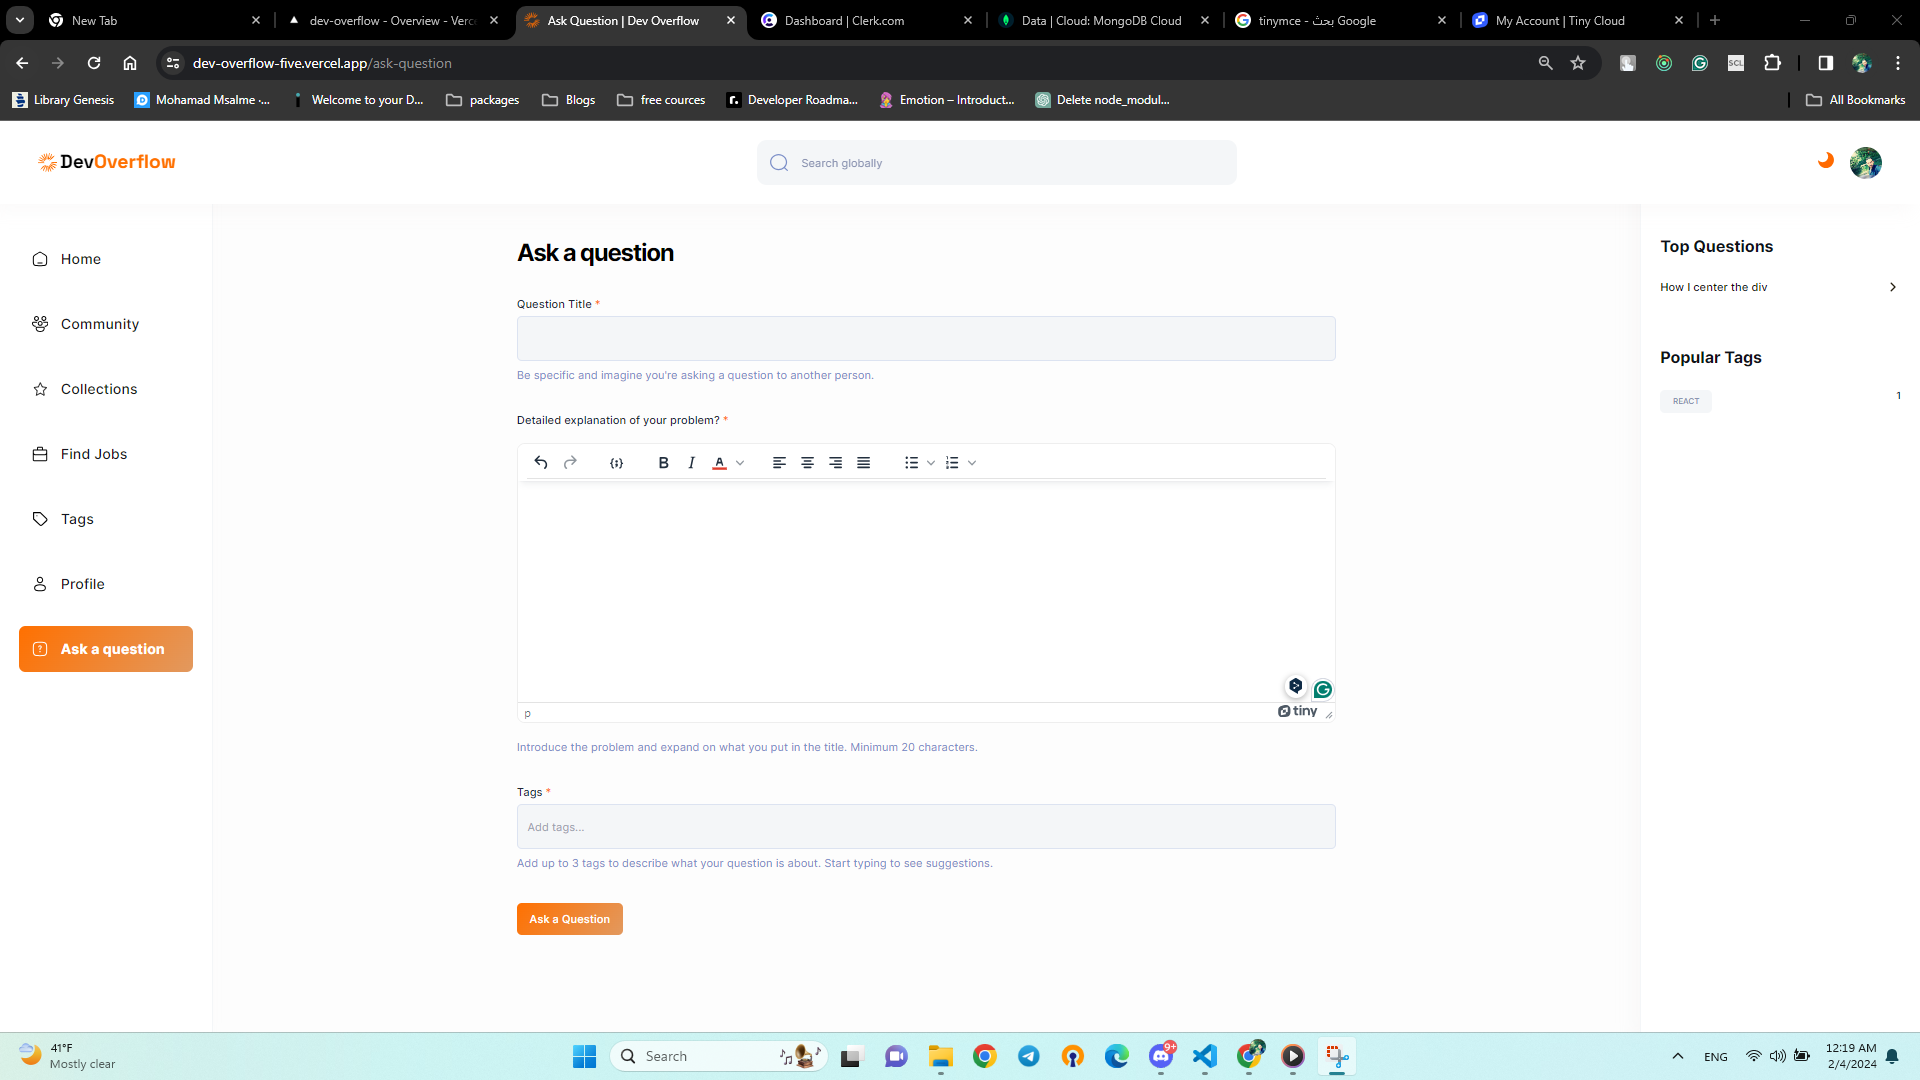 New Tab
dev-overflow - Overview - Verc
Ask Question | Dev Overflow
Dashboard | Clerk.com
Data | Cloud: MongoDB Cloud
tinymce - بحث Google
My Account | Tiny Cloud
dev-overflow-five.vercel.app/ask-question
SCL
Library Genesis
Mohamad Msalme -...
Welcome to your D...
packages
Blogs
free cources
Developer Roadma...
Emotion – Introduct...
Delete node_modul...
All Bookmarks
DevOverflow
Search globally
Home
Community
Collections
Find Jobs
Tags
Profile
Ask a question
Ask a question
Question Title *
Be specific and imagine you're asking a question to another person.
Detailed explanation of your problem? *
B I A
p
tiny
Introduce the problem and expand on what you put in the title. Minimum 20 characters.
Tags *
Add tags...
Add up to 3 tags to describe what your question is about. Start typing to see suggestions.
Ask a Question
Top Questions
How I center the div
Popular Tags
REACT
1
41°F
Mostly clear
Search
9+
ENG
12:19 AM
2/4/2024